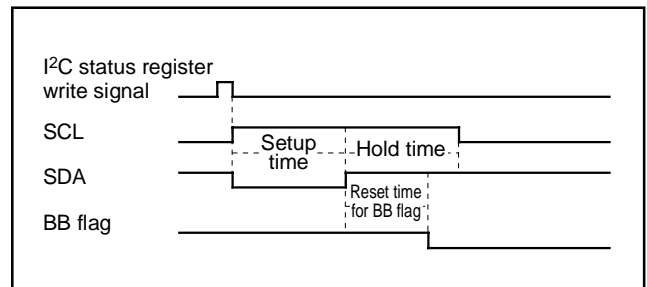 I²C status register
write signal
SCL
Setup
time
Hold time
SDA
Reset time
for BB flag
BB flag